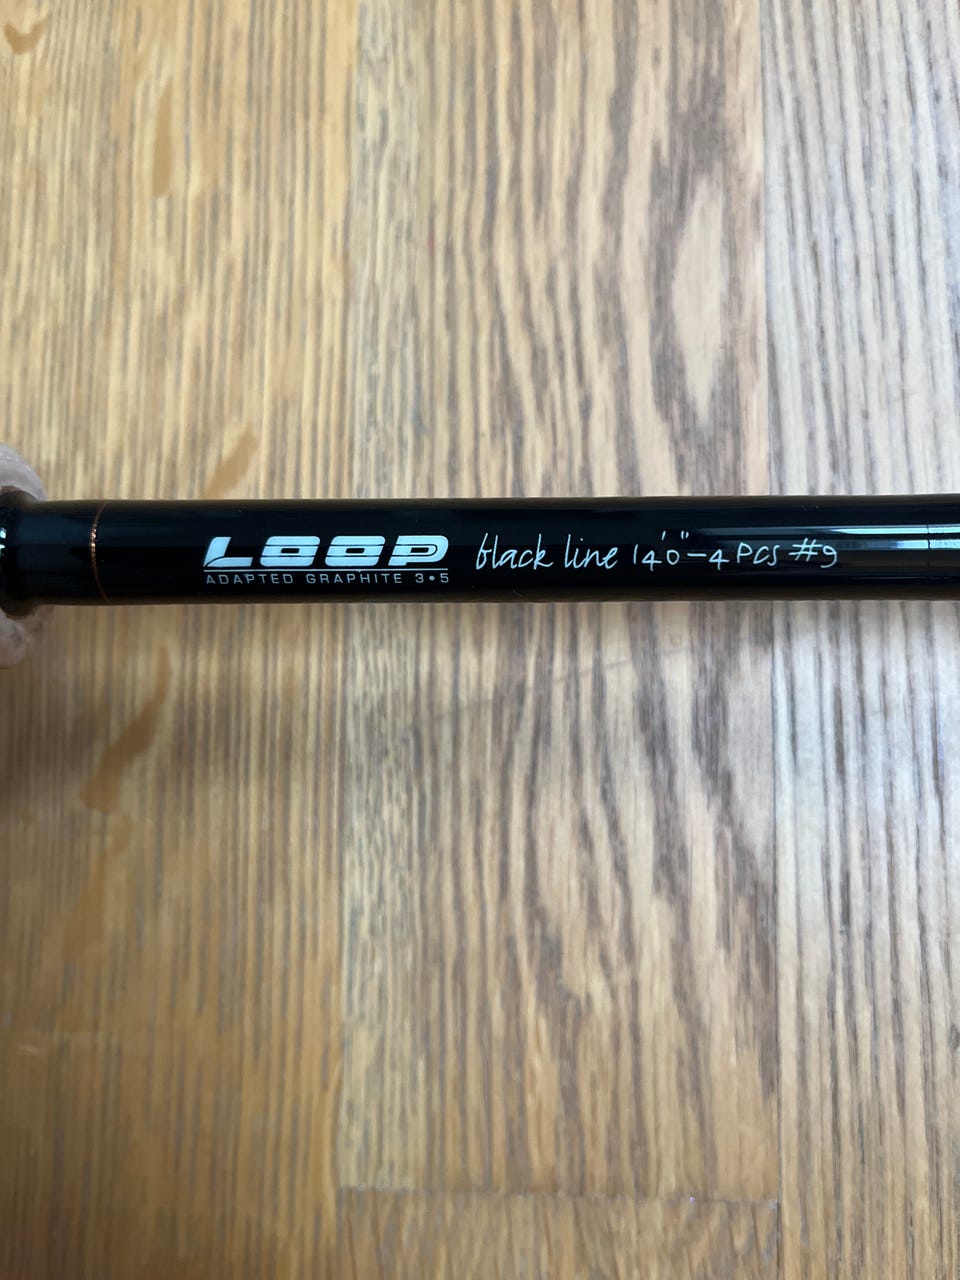 LOOP
ADAPTED GRAPHITE 3•5
black line 14'0"-4 PCS #9